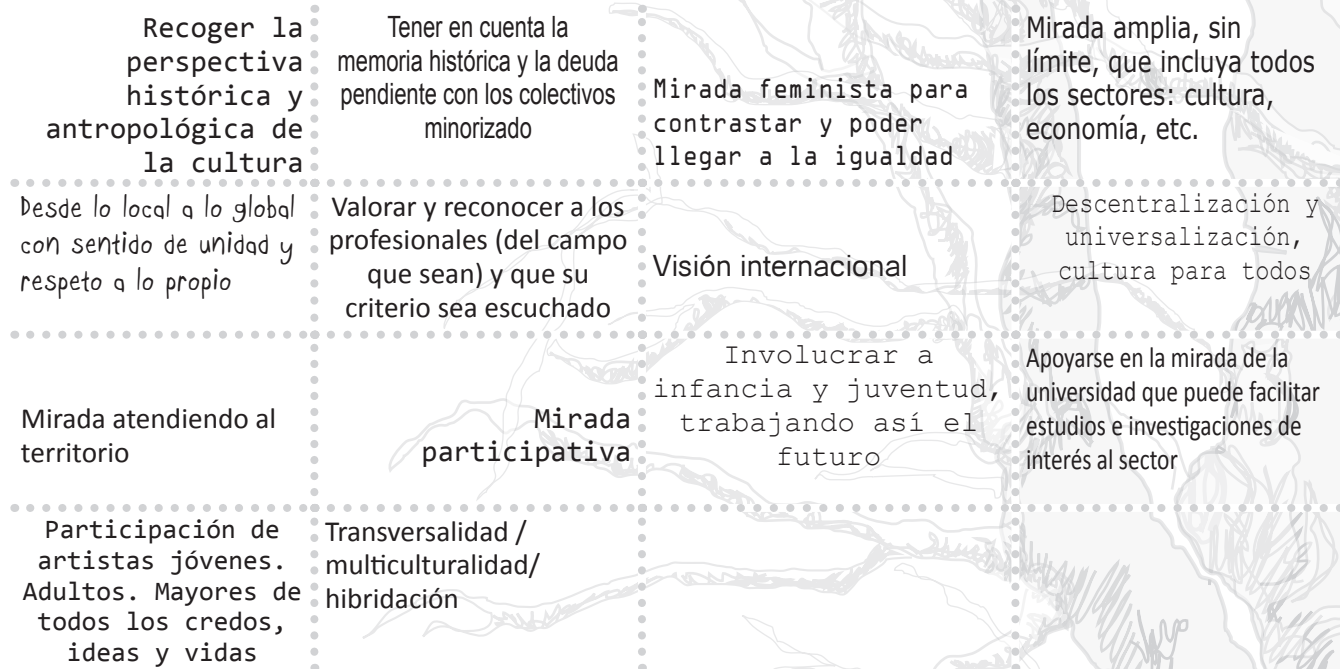 Recoger la
perspectiva
histórica y
antropológica de
la cultura
Tener en cuenta la
memoria histórica y la deuda
pendiente con los colectivos
minorizado
Mirada feminista para
contrastar y poder
llegar a la igualdad
Mirada amplia, sin
límite, que incluya todos
los sectores: cultura,
economía, etc.
Desde lo local a lo global
con sentido de unidad y
respeto a lo propio
Valorar y reconocer a los
profesionales (del campo
que sean) y que su
criterio sea escuchado
Visión internacional
Descentralización y
universalización,
cultura para todos
Mirada atendiendo al
territorio
Mirada
participativa
Involucrar a
infancia y juventud,
trabajando así el
futuro
Apoyarse en la mirada de la
universidad que puede facilitar
estudios e investigaciones de
interés al sector
Participación de
artistas jóvenes.
Adultos. Mayores de
todos los credos,
ideas y vidas
Transversalidad /
multiculturalidad/
hibridación